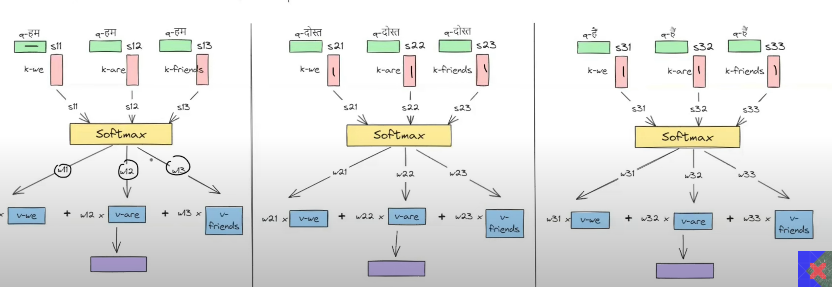 q-हम q-हम q-हम
s11 s12 s13
k-we k-are k-friends
s11 s12 s13
Softmax
w11 w12 w13
x v-we + w12 x v-are + w13 x v-friends
q-दोस्त q-दोस्त q-दोस्त
s21 s22 s23
k-we k-are k-friends
s21 s22 s23
Softmax
w21 w22 w23
w21 x v-we + w22 x v-are + w23 x v-friends
q-हैं q-हैं q-हैं
s31 s32 s33
k-we k-are k-friends
s31 s32 s33
Softmax
w31 w32 w33
w31 x v-we + w32 x v-are + w33 x v-friends